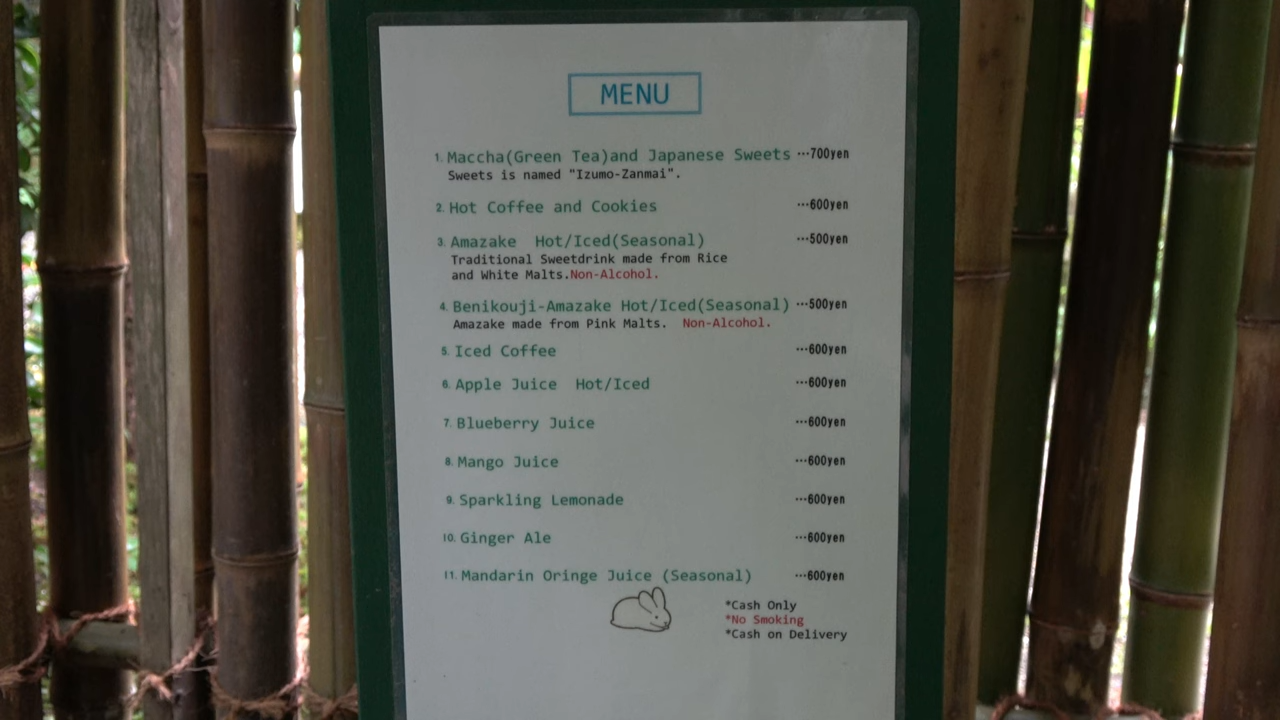 MENU
1. Maccha(Green Tea)and Japanese Sweets …700yen
Sweets is named "Izumo-Zanmai".
2. Hot Coffee and Cookies …600yen
3. Amazake Hot/Iced(Seasonal) …500yen
Traditional Sweetdrink made from Rice
and White Malts.Non-Alcohol.
4. Benikouji-Amazake Hot/Iced(Seasonal) …500yen
Amazake made from Pink Malts. Non-Alcohol.
5. Iced Coffee …600yen
6. Apple Juice Hot/Iced …600yen
7. Blueberry Juice …600yen
8. Mango Juice …600yen
9. Sparkling Lemonade …600yen
10. Ginger Ale …600yen
11. Mandarin Oringe Juice (Seasonal) …600yen
*Cash Only
*No Smoking
*Cash on Delivery